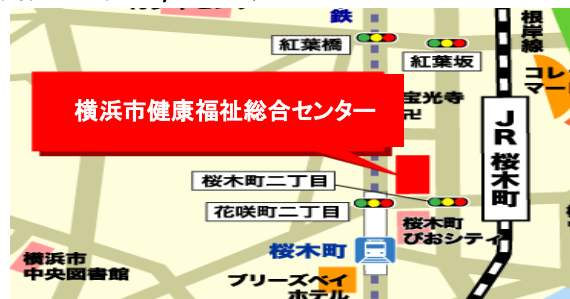 鉄
根岸線
紅葉橋
紅葉坂
コレ
マー
横浜市健康福祉総合センター
宝光寺
卍
JR桜木町
桜木町二丁目
花咲町二丁目
桜木町
ぴおシティ
桜木町
横浜市
中央図書館
ブリーズベイ
ホテル